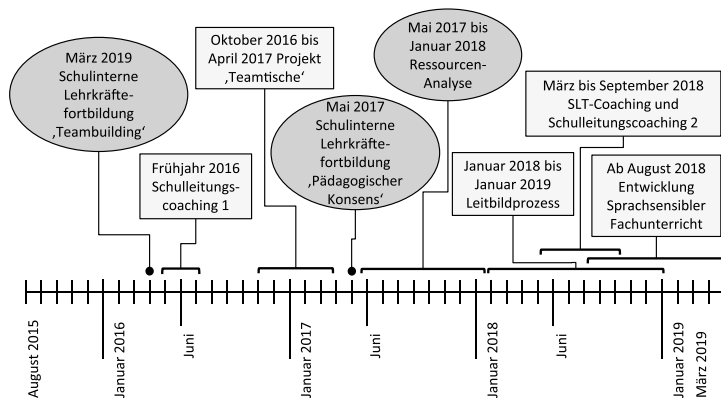 März 2019
Schulinterne
Lehrkräfte-
fortbildung
‚Teambuilding‘
Oktober 2016 bis
April 2017 Projekt
‚Teamtische‘
Mai 2017 bis
Januar 2018
Ressourcen-
Analyse
Mai 2017
Schulinterne
Lehrkräfte-
fortbildung
‚Pädagogischer
Konsens‘
März bis September 2018
SLT-Coaching und
Schulleitungscoaching 2
Frühjahr 2016
Schulleitungs-
coaching 1
Januar 2018 bis
Januar 2019
Leitbildprozess
Ab August 2018
Entwicklung
Sprachsensibler
Fachunterricht
August 2015
Januar 2016
Juni
Januar 2017
Juni
Januar 2018
Juni
Januar 2019
März 2019